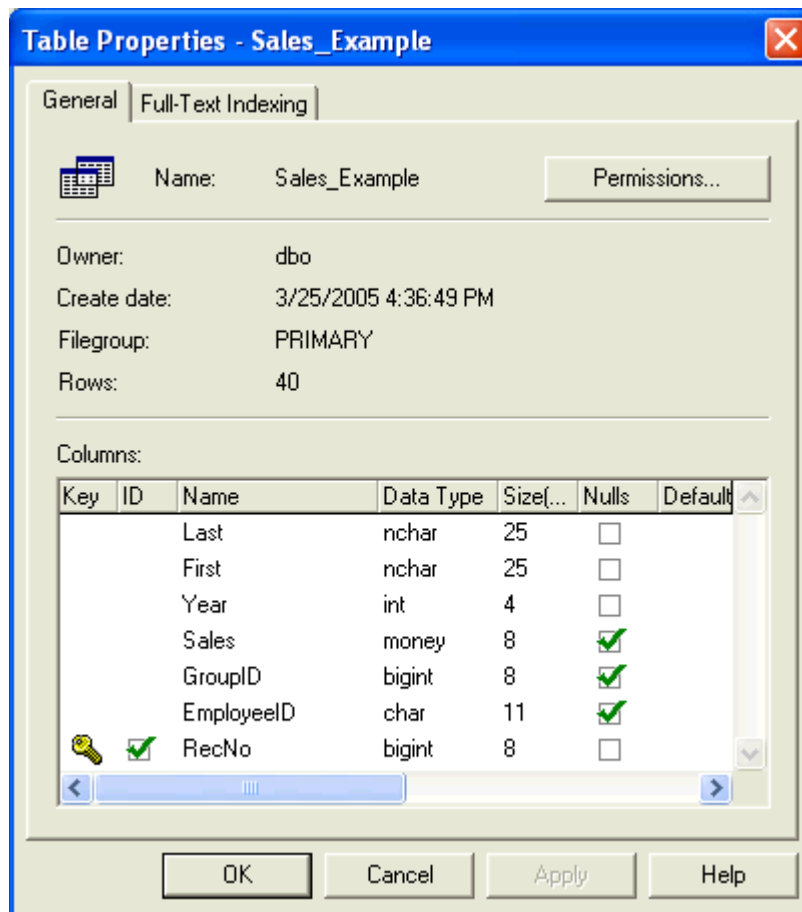 Table Properties - Sales_Example
General Full-Text Indexing
Name: Sales_Example Permissions...
Owner: dbo
Create date: 3/25/2005 4:36:49 PM
Filegroup: PRIMARY
Rows: 40
Columns:
Key ID Name Data Type Size(... Nulls Default
Last nchar 25
First nchar 25
Year int 4
Sales money 8
GroupID bigint 8
EmployeeID char 11
RecNo bigint 8
OK Cancel Apply Help